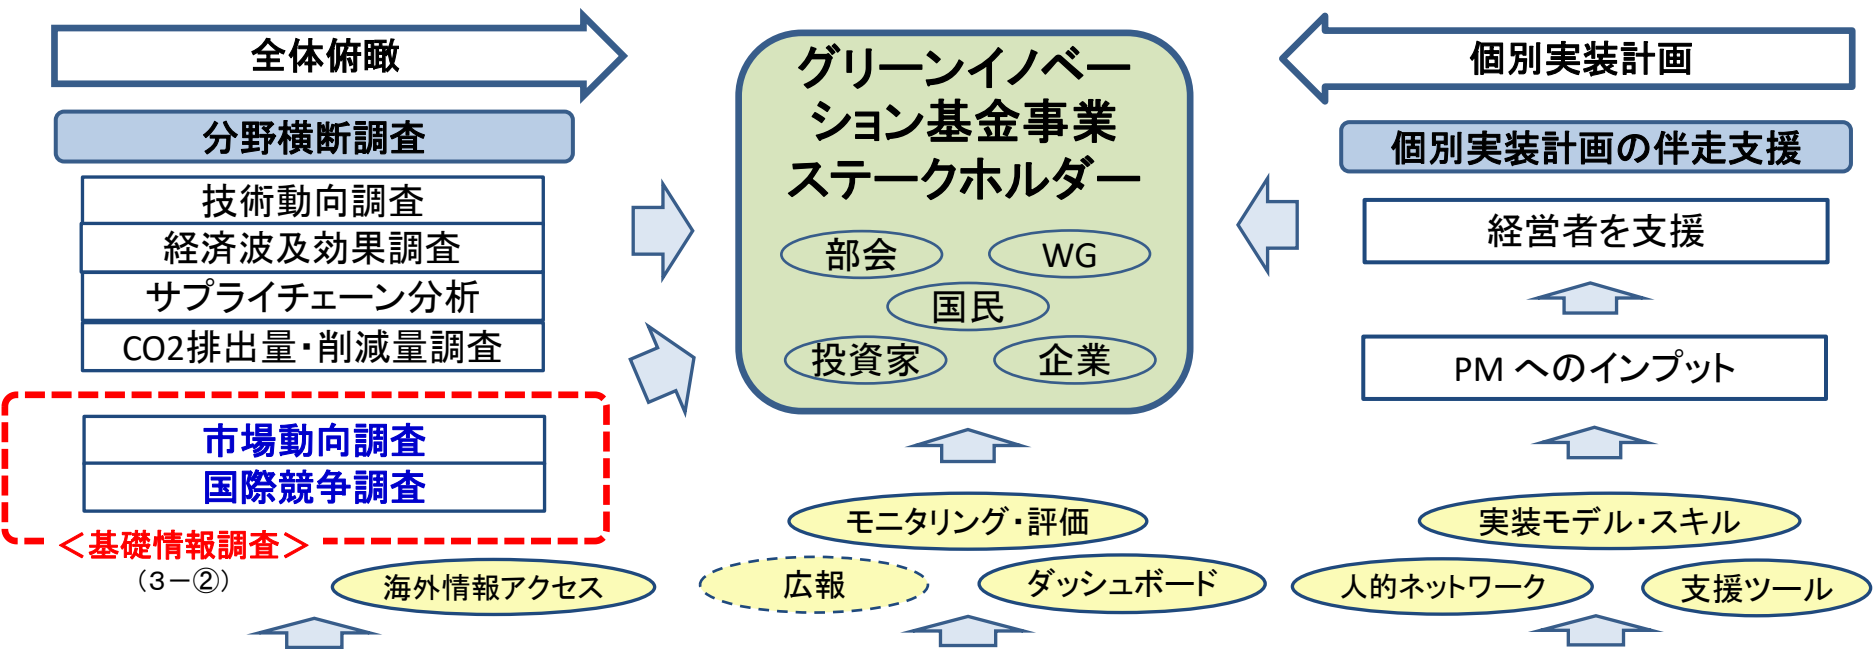 全体俯瞰
分野横断調査
技術動向調査
経済波及効果調査
サプライチェーン分析
CO2排出量・削減量調査
市場動向調査
国際競争調査
＜基礎情報調査＞
（３－②）
海外情報アクセス
グリーンイノベー
ション基金事業
ステークホルダー
部会
WG
国民
投資家
企業
モニタリング・評価
広報
ダッシュボード
個別実装計画
個別実装計画の伴走支援
経営者を支援
PM へのインプット
実装モデル・スキル
人的ネットワーク
支援ツール